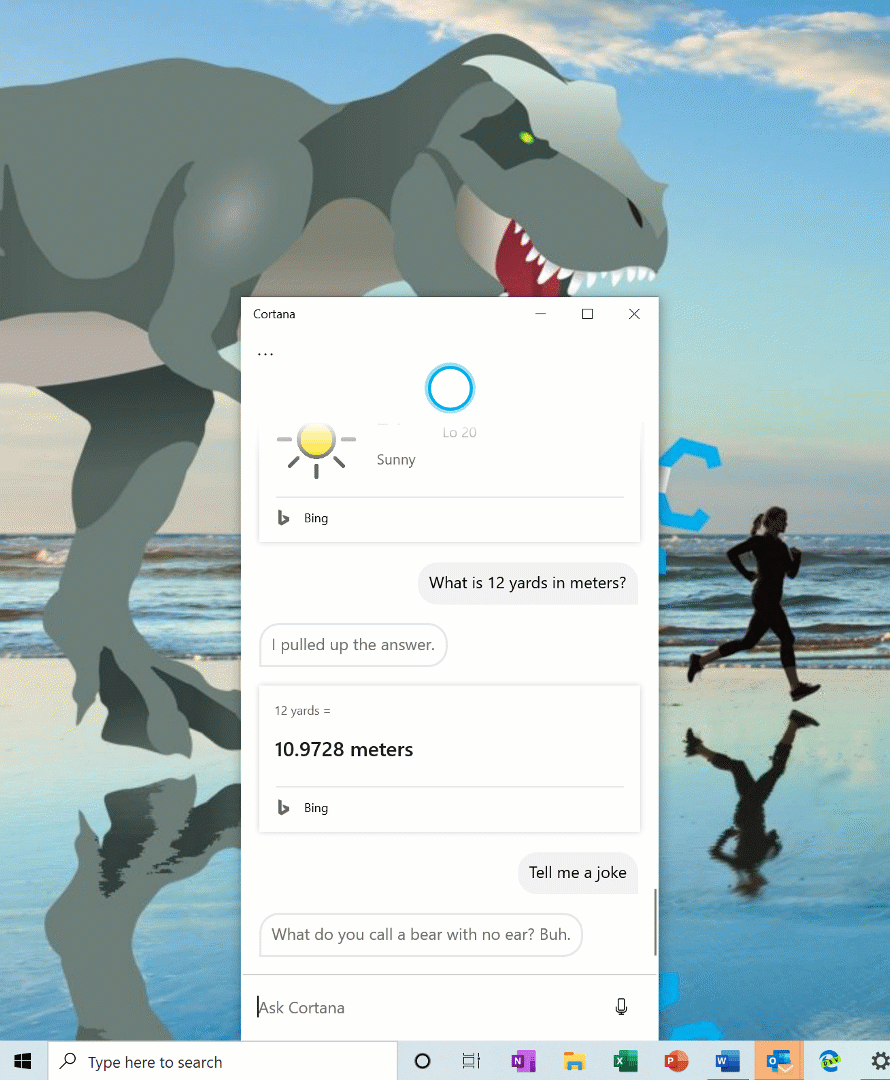 Cortana
...
Lo 20
Sunny
Bing
What is 12 yards in meters?
I pulled up the answer.
12 yards =
10.9728 meters
Bing
Tell me a joke
What do you call a bear with no ear? Buh.
Ask Cortana
Type here to search